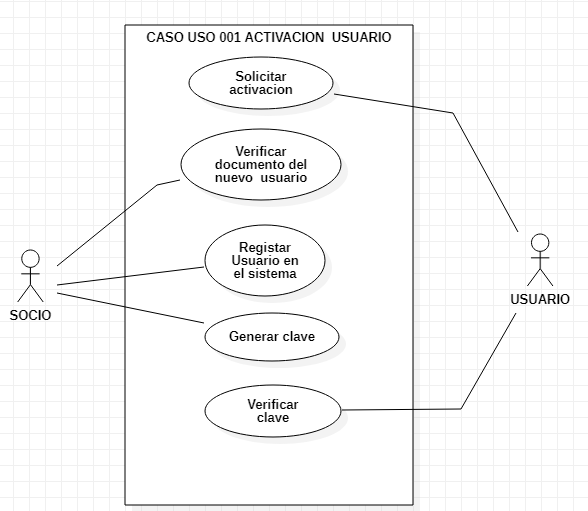 CASO USO 001 ACTIVACION  USUARIO
Solicitar
activacion
Verificar
documento del
nuevo  usuario
Registar
Usuario en
el sistema
SOCIO
USUARIO
Generar clave
Verificar
clave